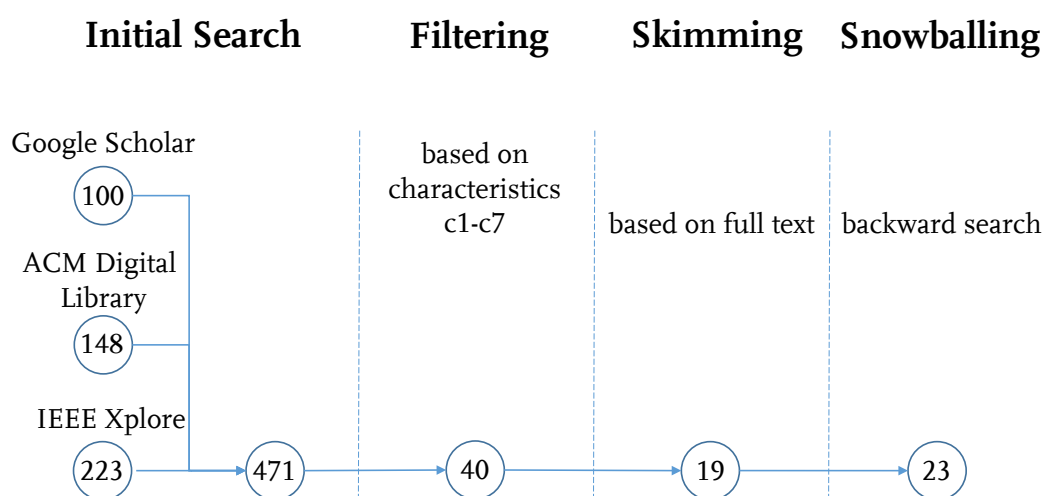 Initial Search
Filtering
Skimming
Snowballing
Google Scholar
100
ACM Digital
Library
148
IEEE Xplore
223
471
based on
characteristics
c1-c7
40
based on full text
19
backward search
23